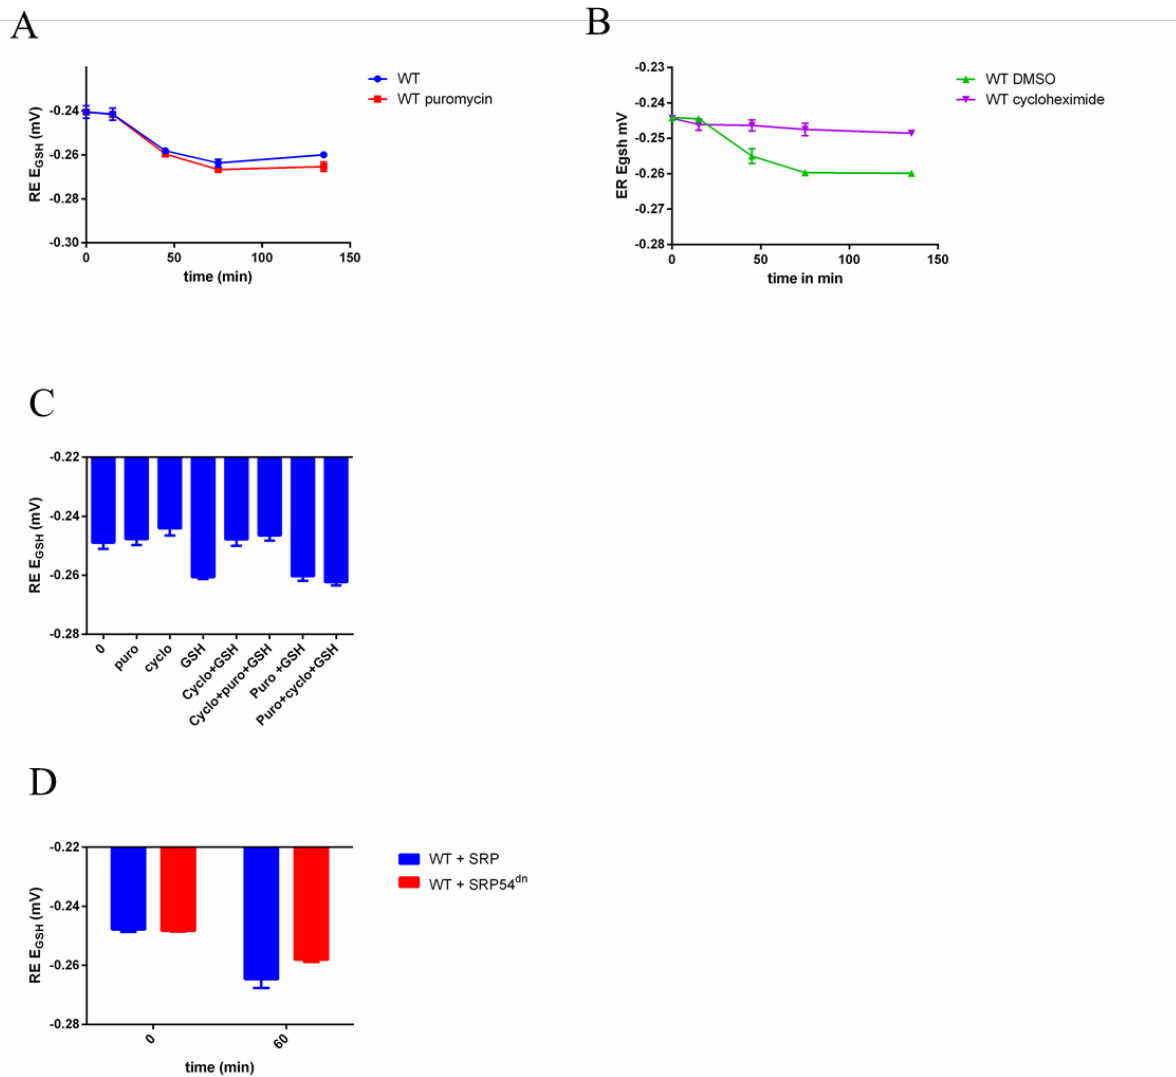 A
WT
WT puromycin
-0.24
-0.26
-0.28
-0.30
RE EGSH (mV)
0
50
100
150
time (min)
B
WT DMSO
WT cycloheximide
-0.23
-0.24
-0.25
-0.26
-0.27
-0.28
ER Egsh mV
0
50
100
150
time in min
C
-0.22
-0.24
-0.26
-0.28
RE EGSH (mV)
0
puro
cyclo
GSH
Cyclo+GSH
Cyclo+puro+GSH
Puro +GSH
Puro+cyclo+GSH
D
-0.22
-0.24
-0.26
-0.28
RE EGSH (mV)
WT + SRP
WT + SRP54dn
0
60
time (min)